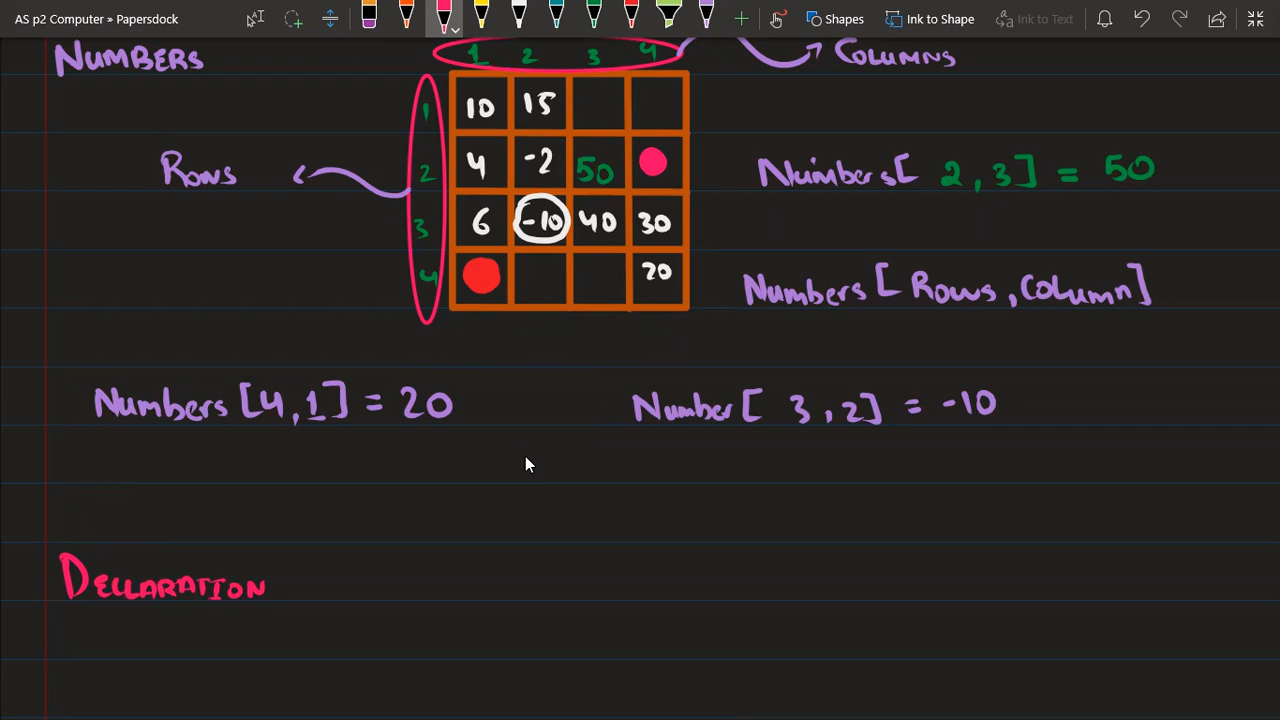 AS p2 Computer » Papersdock
Shapes
Ink to Shape
Ink to Text
NUMBERS
1 2 3 4
COLUMNS
1 10 15
Rows
2 4 -2 50
Numbers[ 2,3] = 50
3 6 -10 40 30
4 20
Numbers[Rows,Column]
Numbers[4,1] = 20
Number[ 3,2] = -10
DECLARATION